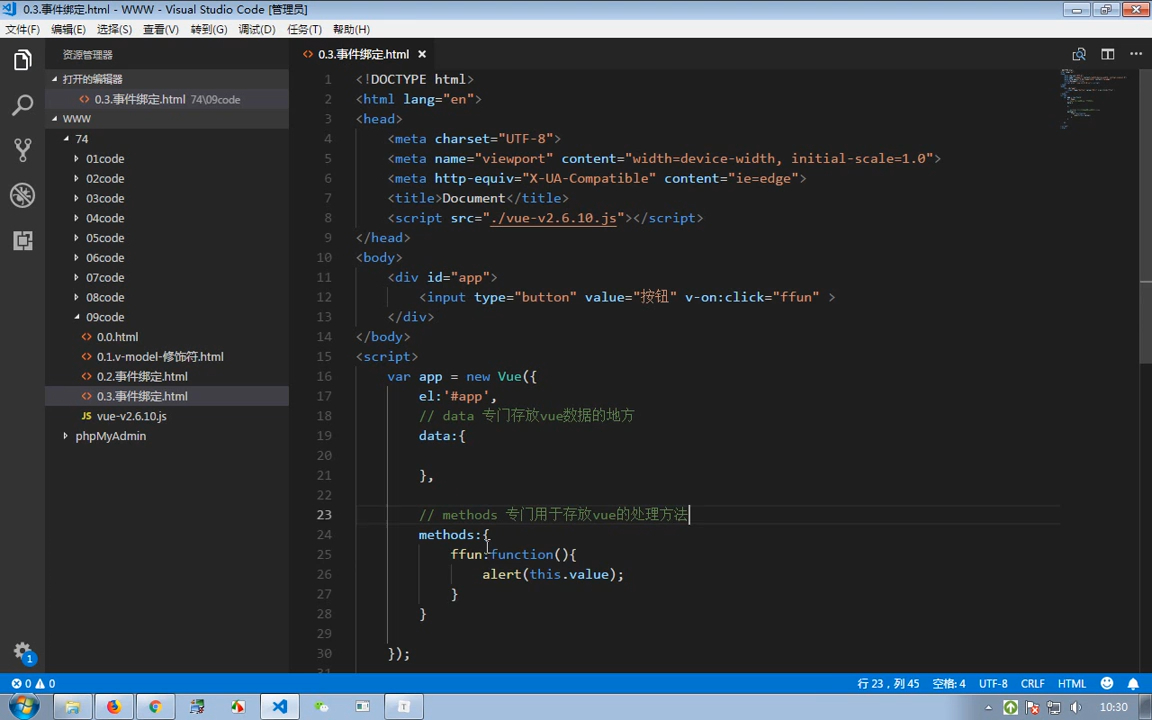 0.3.事件绑定.html - WWW - Visual Studio Code [管理员]
文件(F) 编辑(E) 选择(S) 查看(V) 转到(G) 调试(D) 任务(T) 帮助(H)
资源管理器
打开的编辑器
0.3.事件绑定.html 74\09code
WWW
74
01code
02code
03code
04code
05code
06code
07code
08code
09code
0.0.html
0.1.v-model-修饰符.html
0.2.事件绑定.html
0.3.事件绑定.html
JS vue-v2.6.10.js
phpMyAdmin
0.3.事件绑定.html
1 <!DOCTYPE html>
2 <html lang="en">
3 <head>
4 <meta charset="UTF-8">
5 <meta name="viewport" content="width=device-width, initial-scale=1.0">
6 <meta http-equiv="X-UA-Compatible" content="ie=edge">
7 <title>Document</title>
8 <script src="./vue-v2.6.10.js"></script>
9 </head>
10 <body>
11 <div id="app">
12 <input type="button" value="按钮" v-on:click="ffun" >
13 </div>
14 </body>
15 <script>
16 var app = new Vue({
17 el:'#app',
18 // data 专门存放vue数据的地方
19 data:{
20
21 },
22
23 // methods 专门用于存放vue的处理方法
24 methods:{
25 ffun:function(){
26 alert(this.value);
27 }
28 }
29
30 });
1
0 0 行 23，列 45 空格: 4 UTF-8 CRLF HTML
10:30